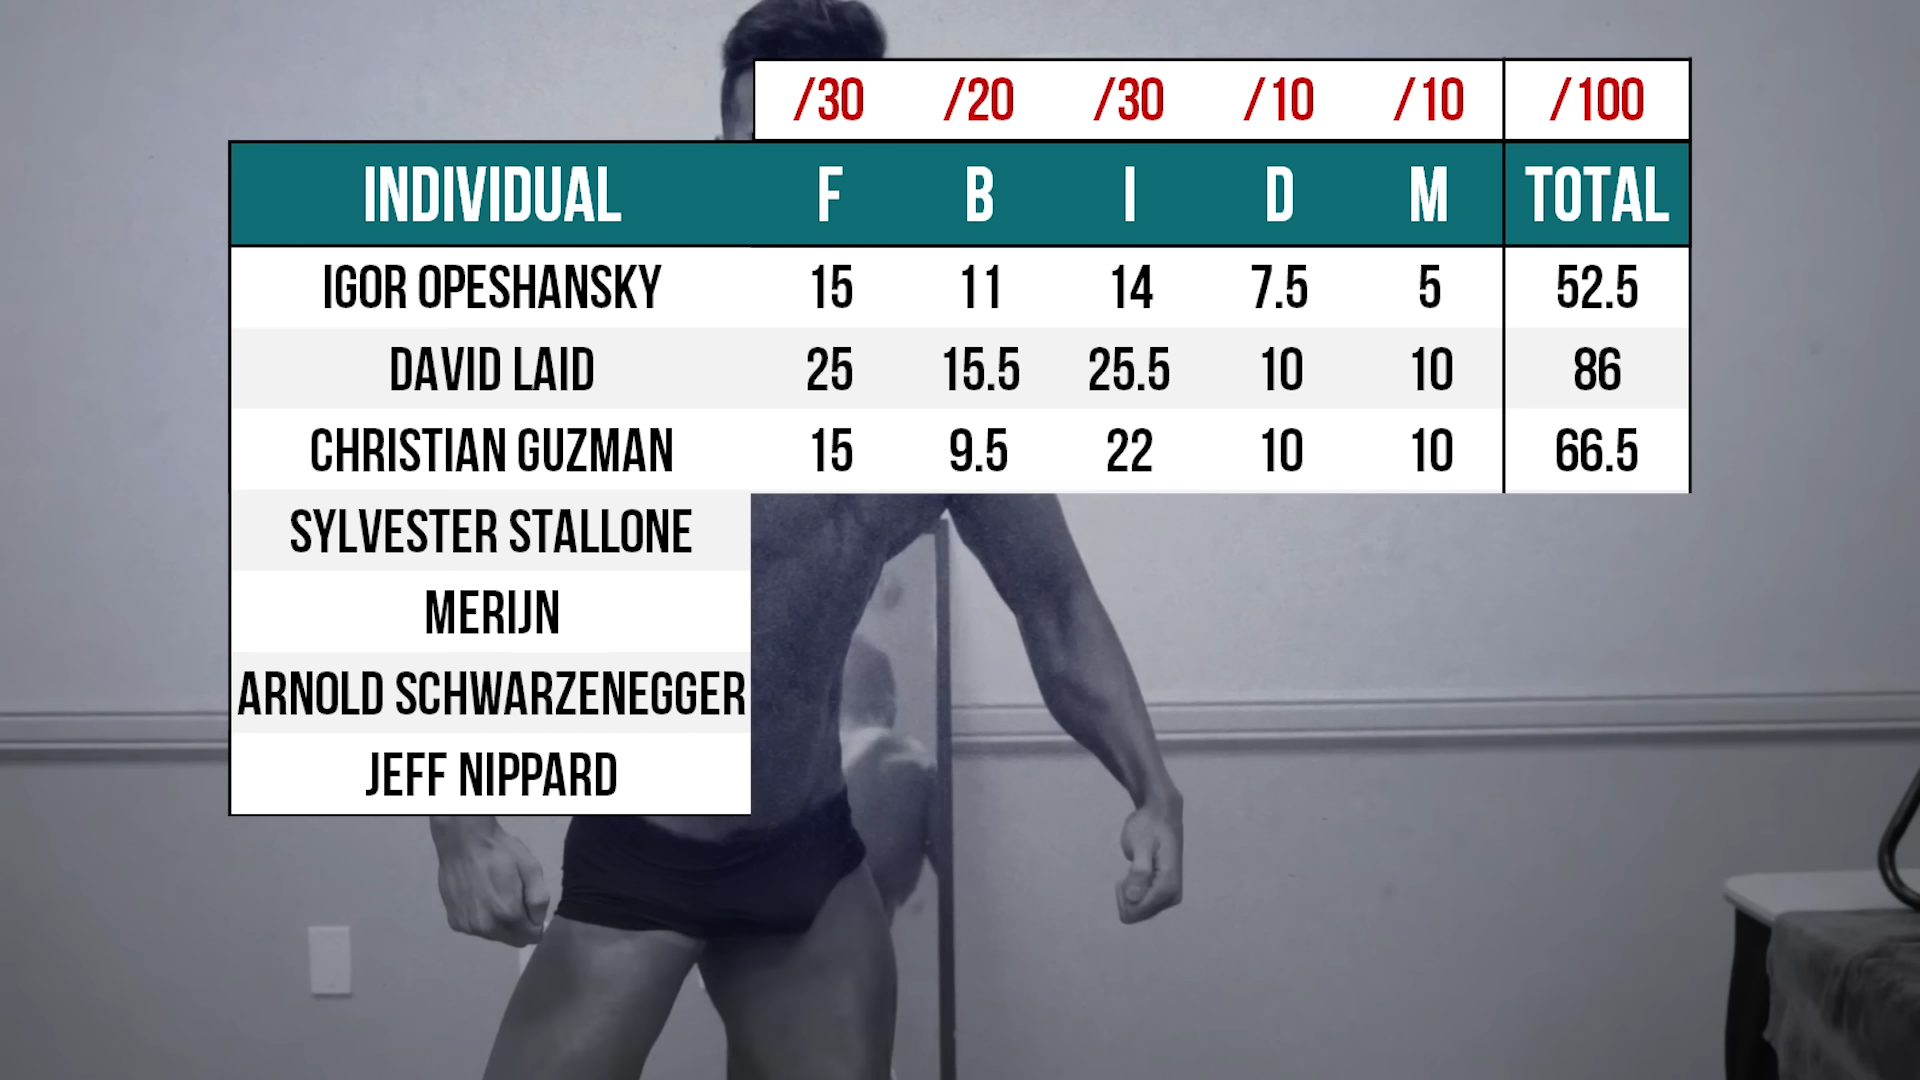 /30 /20 /30 /10 /10 /100
INDIVIDUAL F B I D M TOTAL
IGOR OPESHANSKY 15 11 14 7.5 5 52.5
DAVID LAID 25 15.5 25.5 10 10 86
CHRISTIAN GUZMAN 15 9.5 22 10 10 66.5
SYLVESTER STALLONE
MERIJN
ARNOLD SCHWARZENEGGER
JEFF NIPPARD